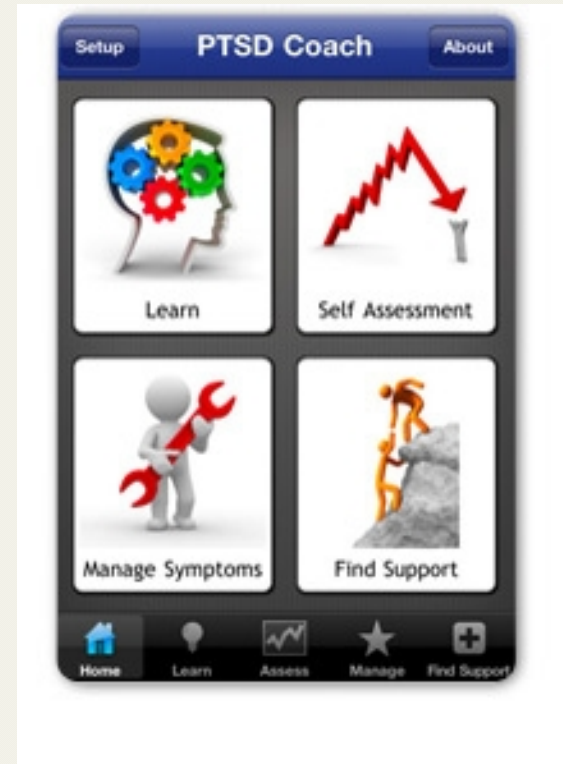 Setup PTSD Coach About
Learn Self Assessment
Manage Symptoms Find Support
Home Learn Assess Manage Find Support